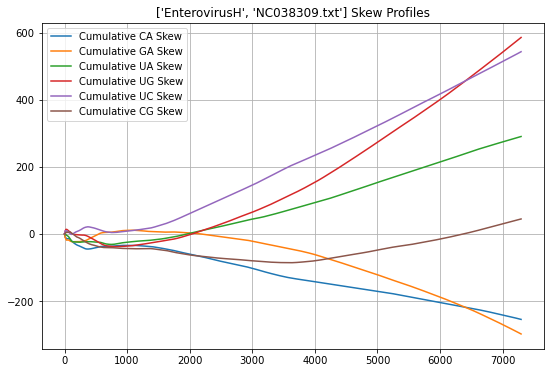 ['EnterovirusH', 'NC038309.txt'] Skew Profiles
600
400
200
0
−200
Cumulative CA Skew
Cumulative GA Skew
Cumulative UA Skew
Cumulative UG Skew
Cumulative UC Skew
Cumulative CG Skew
0 1000 2000 3000 4000 5000 6000 7000